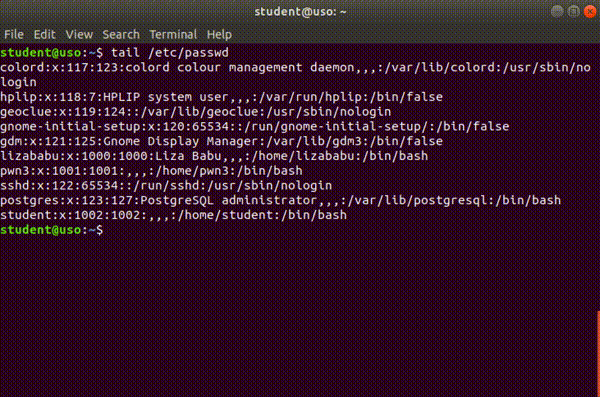 student@uso: ~
File Edit View Search Terminal Help
student@uso:~$ tail /etc/passwd
colord:x:117:123:colord colour management daemon,,,:/var/lib/colord:/usr/sbin/no
login
hplip:x:118:7:HPLIP system user,,,:/var/run/hplip:/bin/false
geoclue:x:119:124::/var/lib/geoclue:/usr/sbin/nologin
gnome-initial-setup:x:120:65534::/run/gnome-initial-setup/:/bin/false
gdm:x:121:125:Gnome Display Manager:/var/lib/gdm3:/bin/false
lizababu:x:1000:1000:Liza Babu,,,:/home/lizababu:/bin/bash
pwn3:x:1001:1001:,,,:/home/pwn3:/bin/bash
sshd:x:122:65534::/run/sshd:/usr/sbin/nologin
postgres:x:123:127:PostgreSQL administrator,,,:/var/lib/postgresql:/bin/bash
student:x:1002:1002:,,,:/home/student:/bin/bash
student@uso:~$